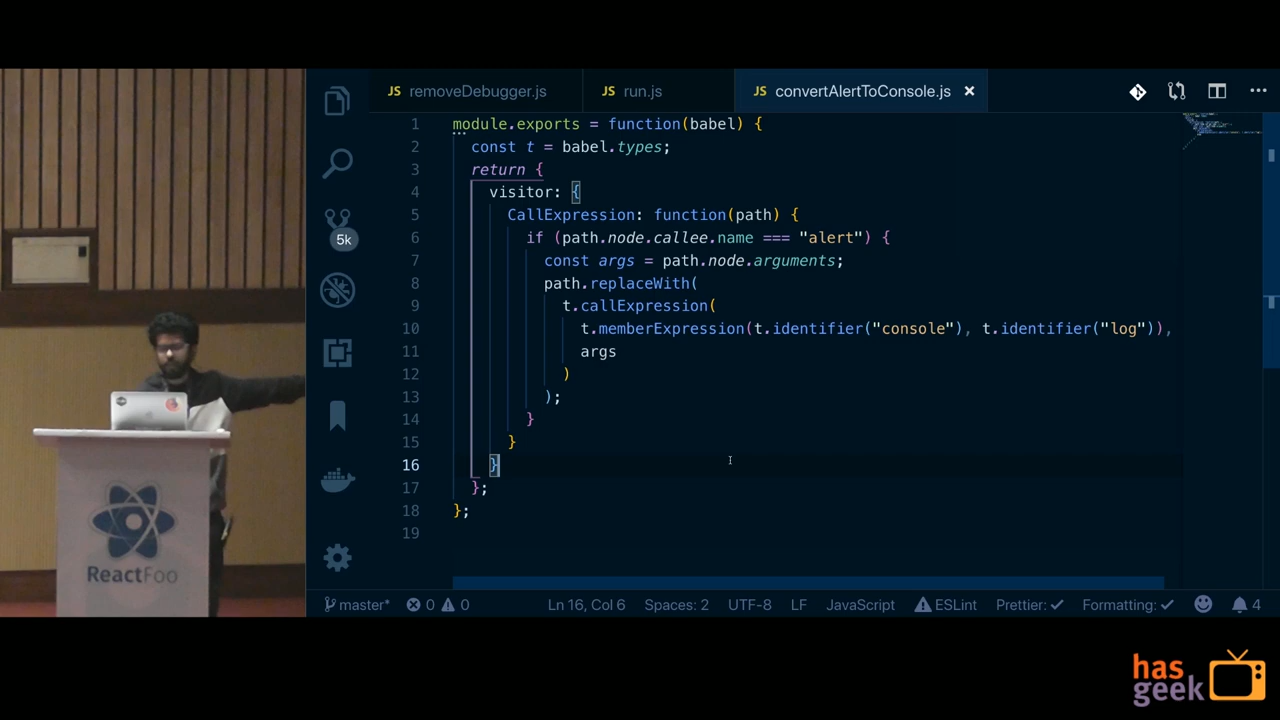 JS removeDebugger.js JS run.js JS convertAlertToConsole.js
1 module.exports = function(babel) {
2 const t = babel.types;
3 return {
4 visitor: {
5 CallExpression: function(path) {
6 if (path.node.callee.name === "alert") {
7 const args = path.node.arguments;
8 path.replaceWith(
9 t.callExpression(
10 t.memberExpression(t.identifier("console"), t.identifier("log")),
11 args
12 )
13 );
14 }
15 }
16 }
17 };
18 };
19
5k
ReactFoo
master* 0 0 Ln 16, Col 6 Spaces: 2 UTF-8 LF JavaScript ESLint Prettier: ✓ Formatting: ✓ 4
has
geek